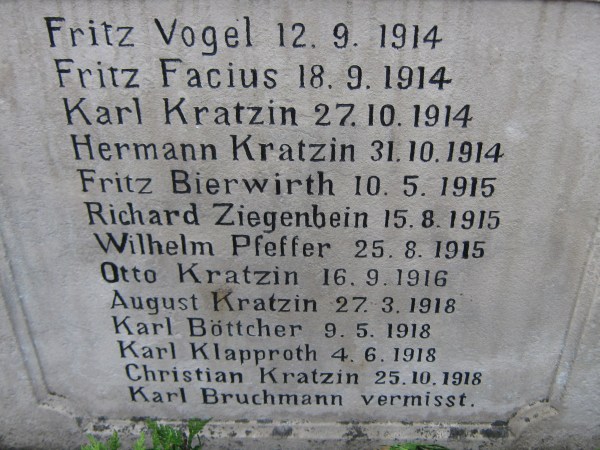 Fritz Vogel 12. 9. 1914
Fritz Facius 18. 9. 1914
Karl Kratzin 27. 10. 1914
Hermann Kratzin 31. 10. 1914
Fritz Bierwirth 10. 5. 1915
Richard Ziegenbein 15. 8. 1915
Wilhelm Pfeffer 25. 8. 1915
Otto Kratzin 16. 9. 1916
August Kratzin 27. 3. 1918
Karl Böttcher 9. 5. 1918
Karl Klapproth 4. 6. 1918
Christian Kratzin 25. 10. 1918
Karl Bruchmann vermisst.